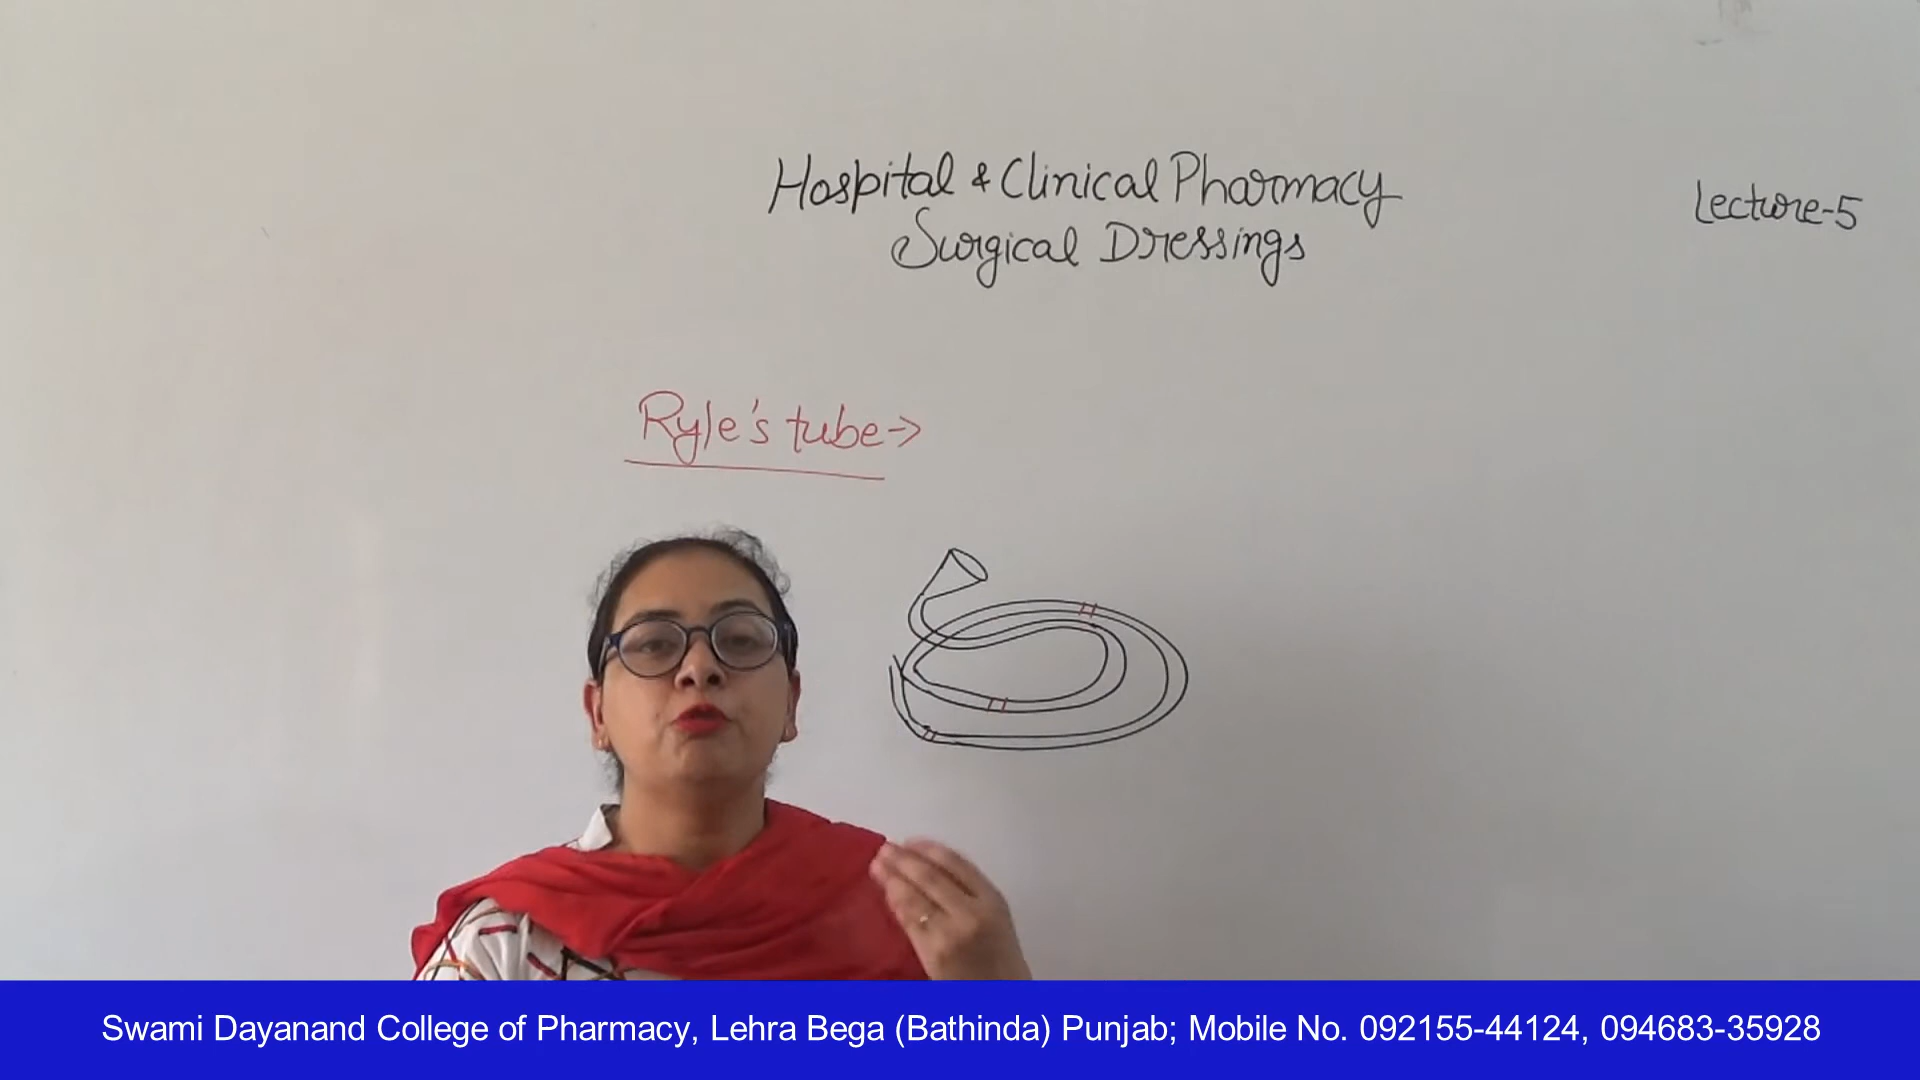 Hospital & Clinical Pharmacy
Lecture-5
Surgical Dressings
Ryle's tube->
Swami Dayanand College of Pharmacy, Lehra Bega (Bathinda) Punjab; Mobile No. 092155-44124, 094683-35928